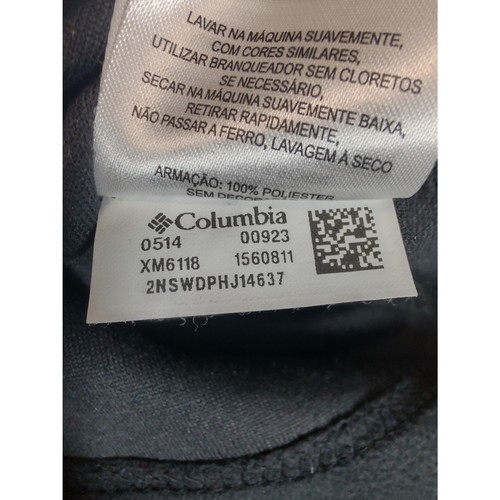 LAVAR NA MÁQUINA SUAVEMENTE,
COM CORES SIMILARES,
UTILIZAR BRANQUEADOR SEM CLORETOS
SE NECESSÁRIO,
SECAR NA MÁQUINA SUAVEMENTE BAIXA,
RETIRAR RAPIDAMENTE,
NÃO PASSAR A FERRO, LAVAGEM À SECO
ARMAÇÃO: 100% POLIESTER
SEM
Columbia
0514 00923
XM6118 1560811
2NSWDPHJ14637